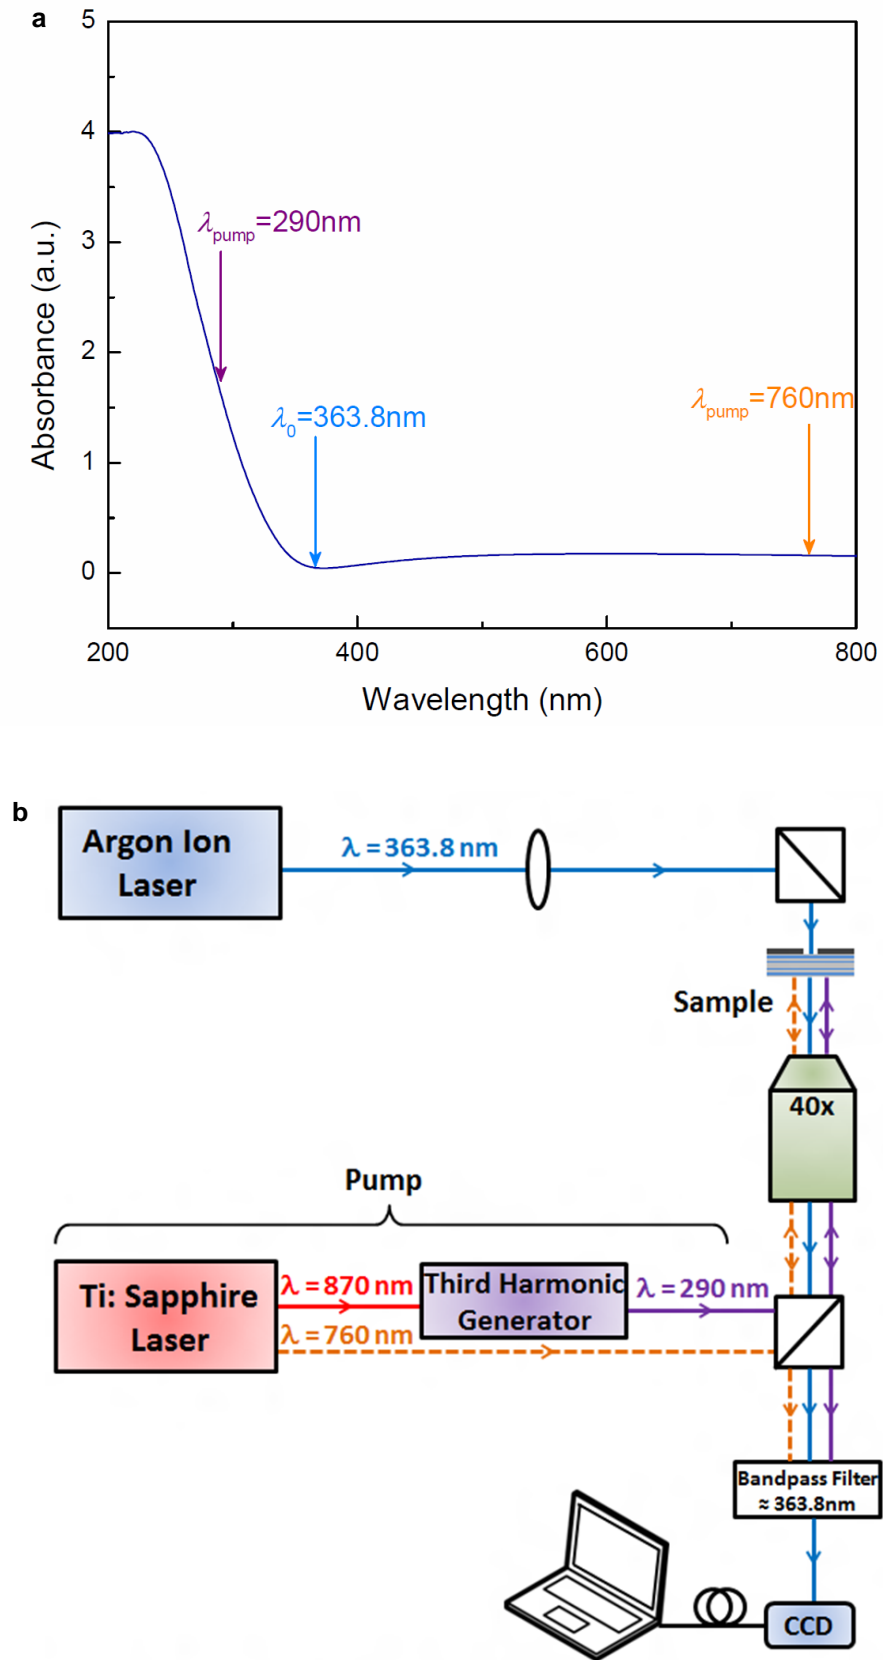 a
5
4
3
2
1
0
Absorbance (a.u.)
λpump=290nm
λ0=363.8nm
λpump=760nm
200
400
600
800
Wavelength (nm)
b
Argon Ion
Laser
λ = 363.8 nm
Sample
40x
Pump
Ti: Sapphire
Laser
λ = 870 nm
λ = 760 nm
Third Harmonic
Generator
λ = 290 nm
Bandpass Filter
≈ 363.8nm
CCD